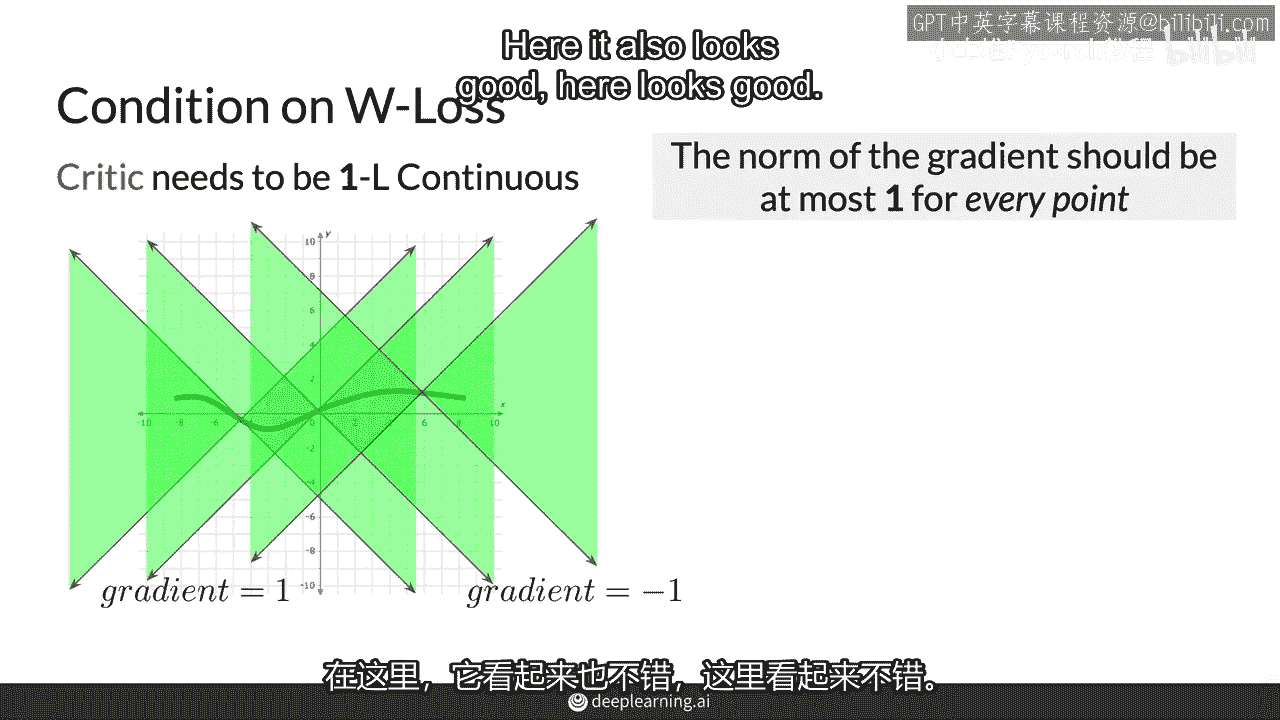 GPT中英字幕课程资源@bilibili.com
bilibili
Here it also looks
good, here looks good.
Condition on W-Loss
Critic needs to be 1-L Continuous
The norm of the gradient should be
at most 1 for every point
y
10
8
6
4
2
x
-10 -8 -6 0 2 4 6 8 10
-2
-4
-6
-8
-10
gradient = 1
gradient = −1
在这里，它看起来也不错，这里看起来不错。
deeplearning.ai